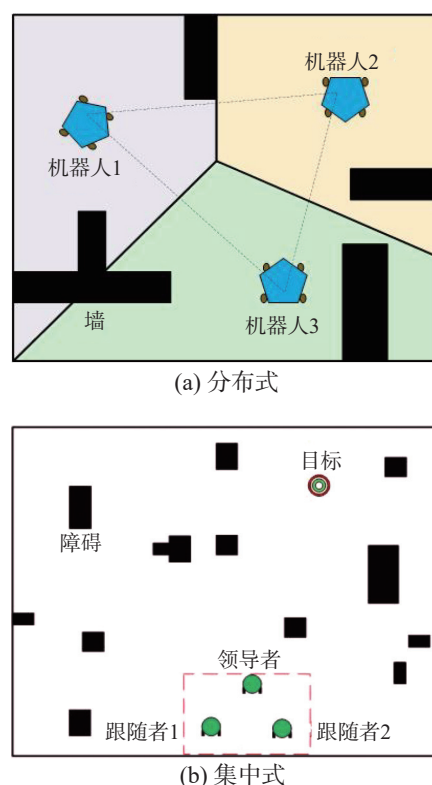 机器人2
机器人1
墙
机器人3
(a) 分布式
目标
障碍
领导者
跟随者1
跟随者2
(b) 集中式